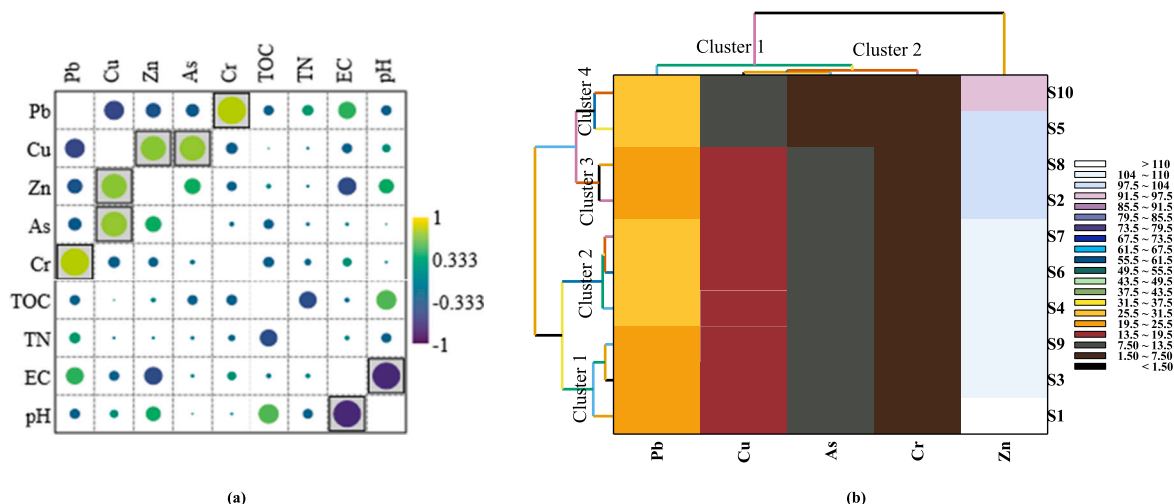 Pb
Cu
Zn
As
Cr
TOC
TN
EC
pH
Pb
Cu
Zn
As
Cr
TOC
TN
EC
pH
1
0.333
-0.333
-1
(a)
Cluster 1
Cluster 2
Cluster 4
Cluster 3
Cluster 2
Cluster 1
S10
S5
S8
S2
S7
S6
S4
S9
S3
S1
Pb
Cu
As
Cr
Zn
> 110
104 ~ 110
97.5 ~ 104
91.5 ~ 97.5
85.5 ~ 91.5
79.5 ~ 85.5
73.5 ~ 79.5
67.5 ~ 73.5
61.5 ~ 67.5
55.5 ~ 61.5
49.5 ~ 55.5
43.5 ~ 49.5
37.5 ~ 43.5
31.5 ~ 37.5
25.5 ~ 31.5
19.5 ~ 25.5
13.5 ~ 19.5
7.50 ~ 13.5
1.50 ~ 7.50
< 1.50
(b)